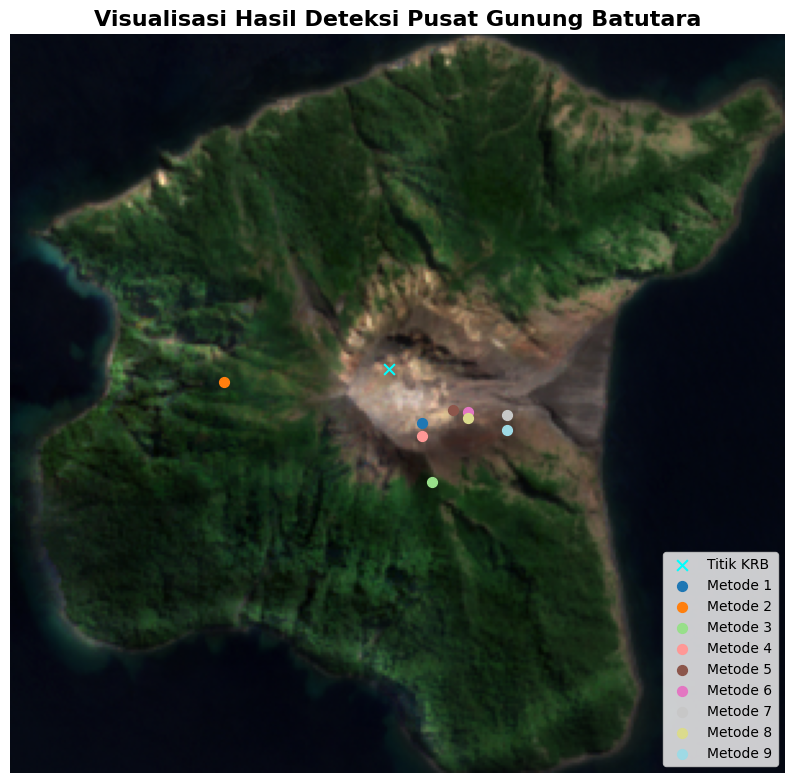 Visualisasi Hasil Deteksi Pusat Gunung Batutara
Titik KRB
Metode 1
Metode 2
Metode 3
Metode 4
Metode 5
Metode 6
Metode 7
Metode 8
Metode 9